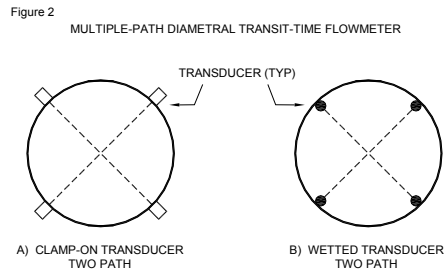 Figure 2
MULTIPLE-PATH DIAMETRAL TRANSIT-TIME FLOWMETER
TRANSDUCER (TYP)
A) CLAMP-ON TRANSDUCER
TWO PATH
B) WETTED TRANSDUCER
TWO PATH